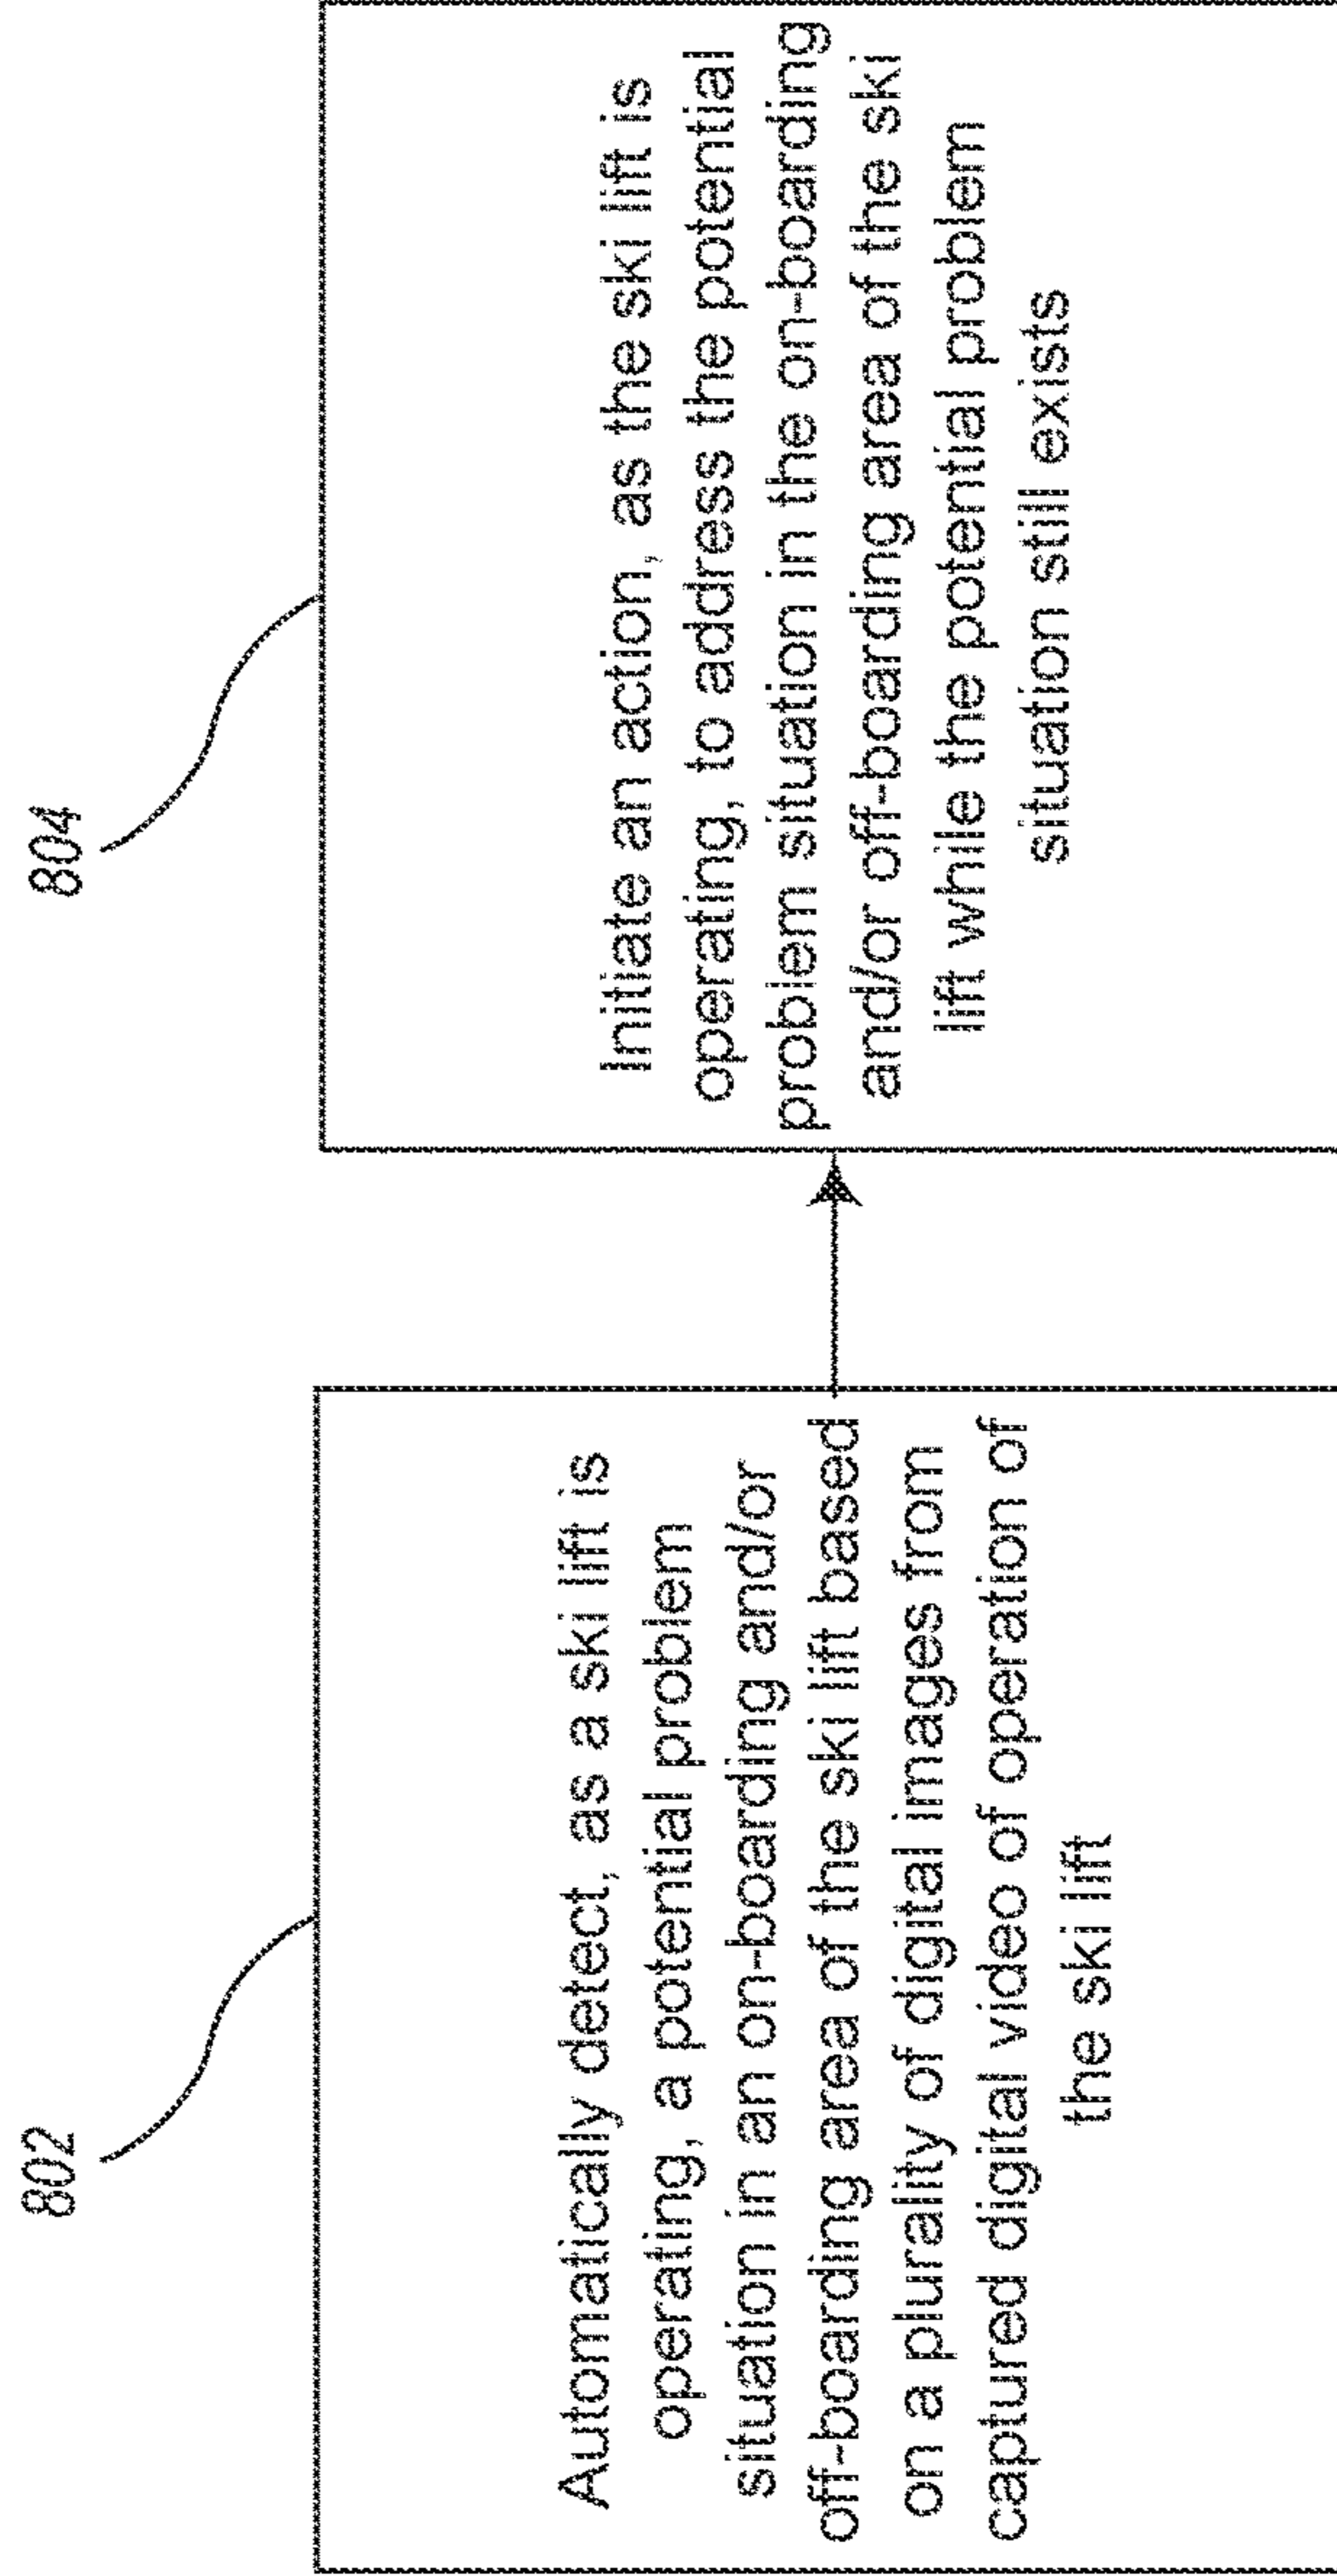 802
Automatically detect, as a ski lift is
operating, a potential problem
situation in an on-boarding and/or
off-boarding area of the ski lift based
on a plurality of digital images from
captured digital video of operation of
the ski lift
804
Initiate an action, as the ski lift is
operating, to address the potential
problem situation in the on-boarding
and/or off-boarding area of the ski
lift while the potential problem
situation still exists